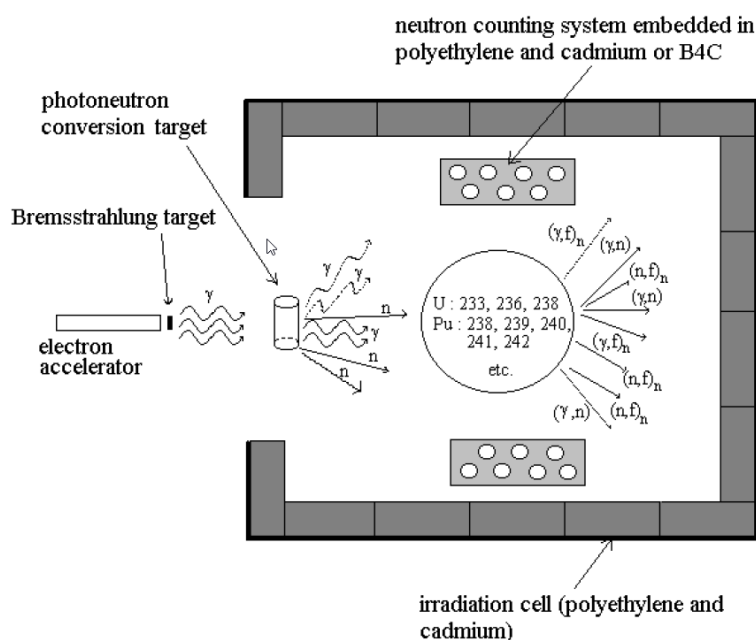 neutron counting system embedded in
polyethylene and cadmium or B4C
photoneutron
conversion target
Bremsstrahlung target
γ
electron
accelerator
γ
γ
n
γ
n
n
U : 233, 236, 238
Pu : 238, 239, 240,
241, 242
etc.
(γ,f)n
(γ,n)
(n,f)n
(γ,n)
(γ,f)n
(n,f)n
(γ,n)
(n,f)n
irradiation cell (polyethylene and
cadmium)